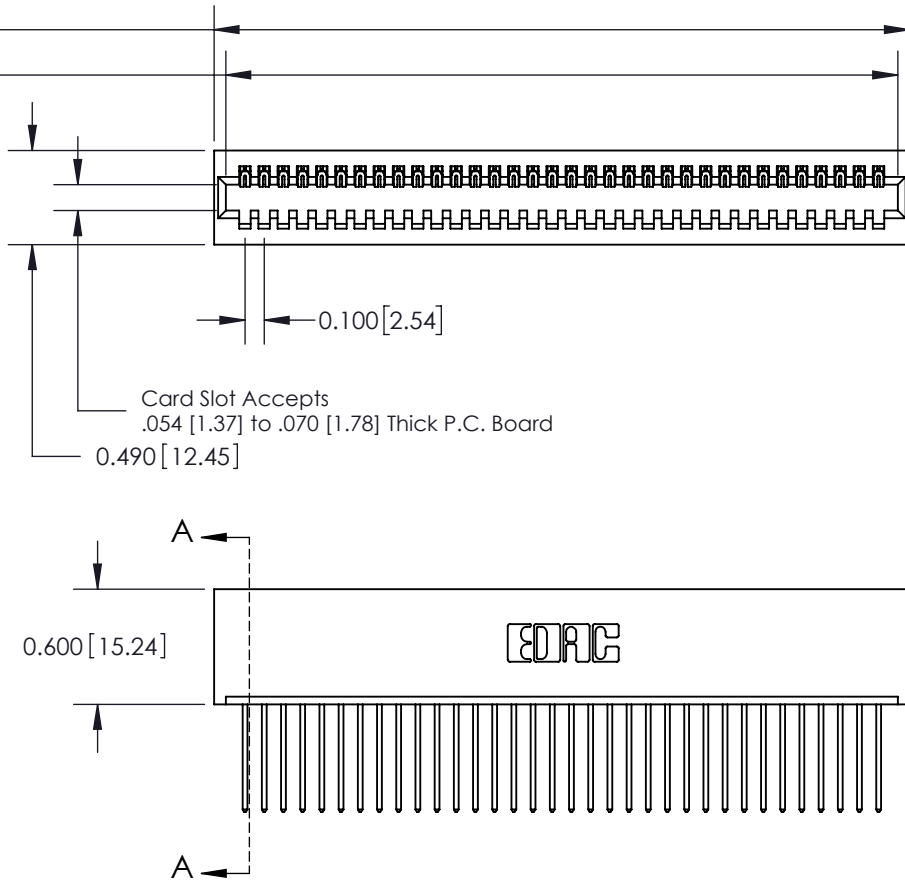 0.100[2.54]
Card Slot Accepts
.054 [1.37] to .070 [1.78] Thick P.C. Board
0.490[12.45]
A
0.600[15.24]
EDAC
A